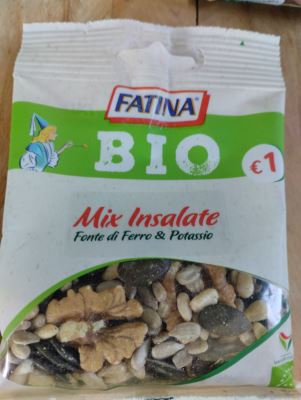 FATINA
BIO
€1
Mix Insalate
Fonte di Ferro & Potassio